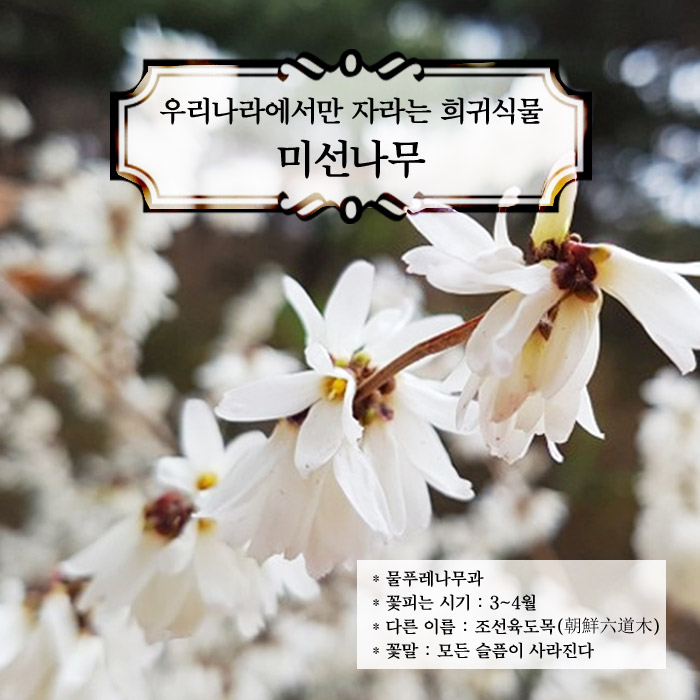 우리나라에서만 자라는 희귀식물
미선나무
* 물푸레나무과
* 꽃피는 시기 : 3~4월
* 다른 이름 : 조선육도목(朝鮮六道木)
* 꽃말 : 모든 슬픔이 사라진다